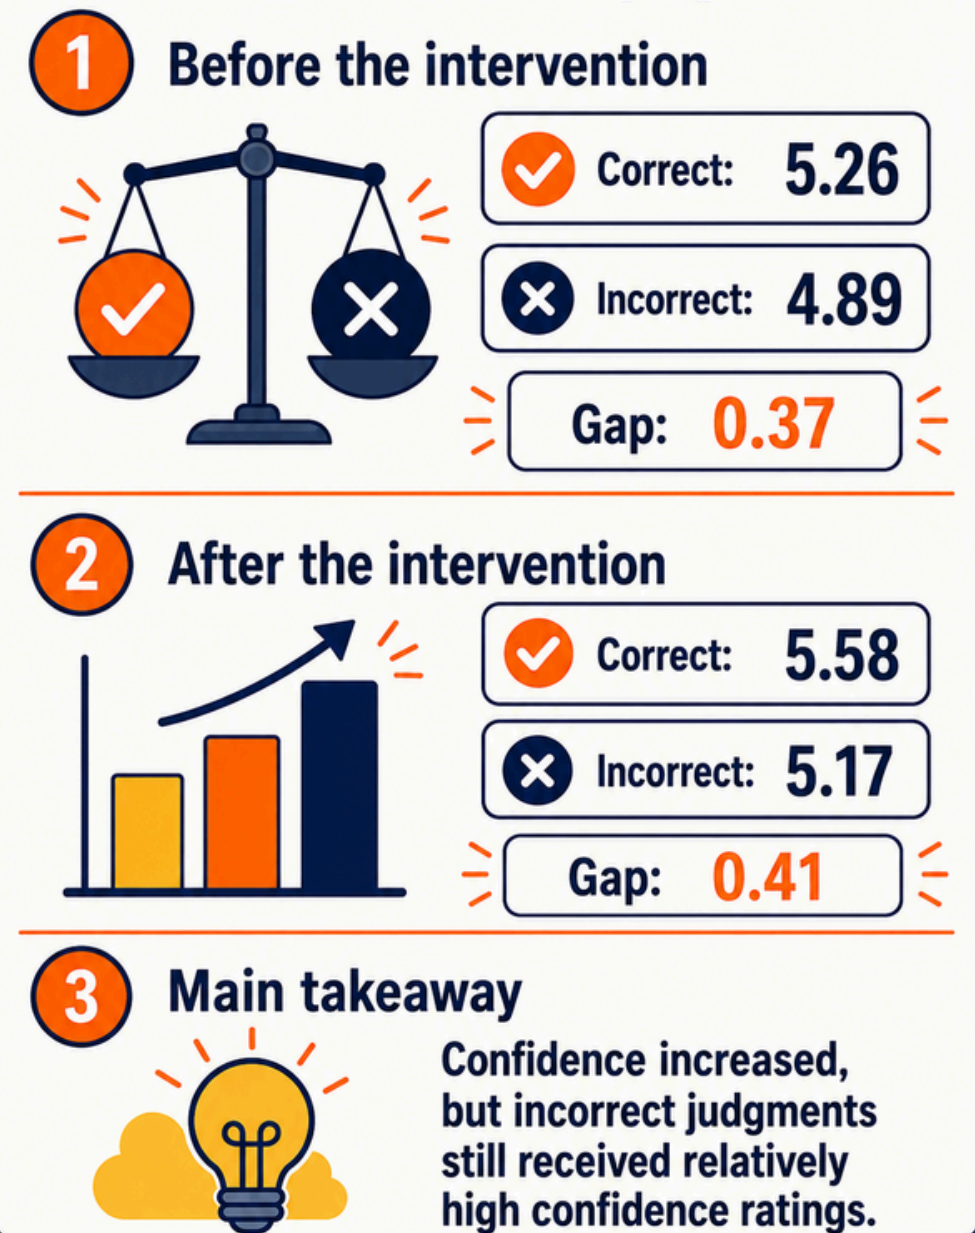 1
Before the intervention
Correct: 5.26
Incorrect: 4.89
Gap: 0.37
2
After the intervention
Correct: 5.58
Incorrect: 5.17
Gap: 0.41
3
Main takeaway
Confidence increased,
but incorrect judgments
still received relatively
high confidence ratings.